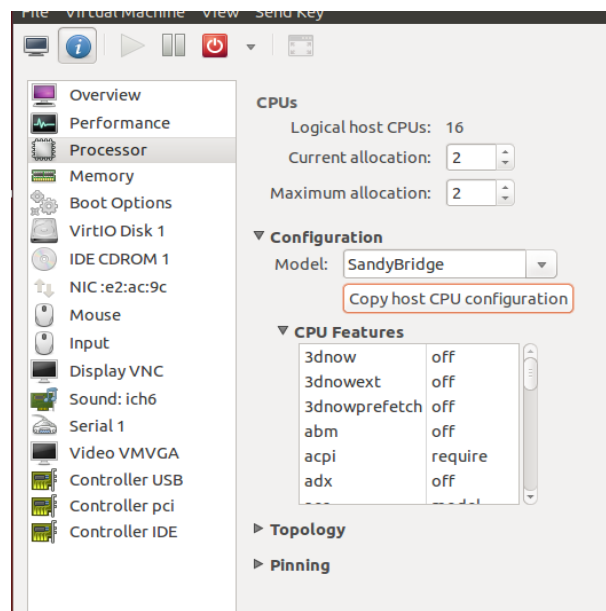 File Virtual Machine View Send Key
Overview
Performance
Processor
Memory
Boot Options
VirtIO Disk 1
IDE CDROM 1
NIC :e2:ac:9c
Mouse
Input
Display VNC
Sound: ich6
Serial 1
Video VMVGA
Controller USB
Controller pci
Controller IDE
CPUs
Logical host CPUs: 16
Current allocation: 2
Maximum allocation: 2
Configuration
Model: SandyBridge
Copy host CPU configuration
CPU Features
3dnow off
3dnowext off
3dnowprefetch off
abm off
acpi require
adx off
Topology
Pinning